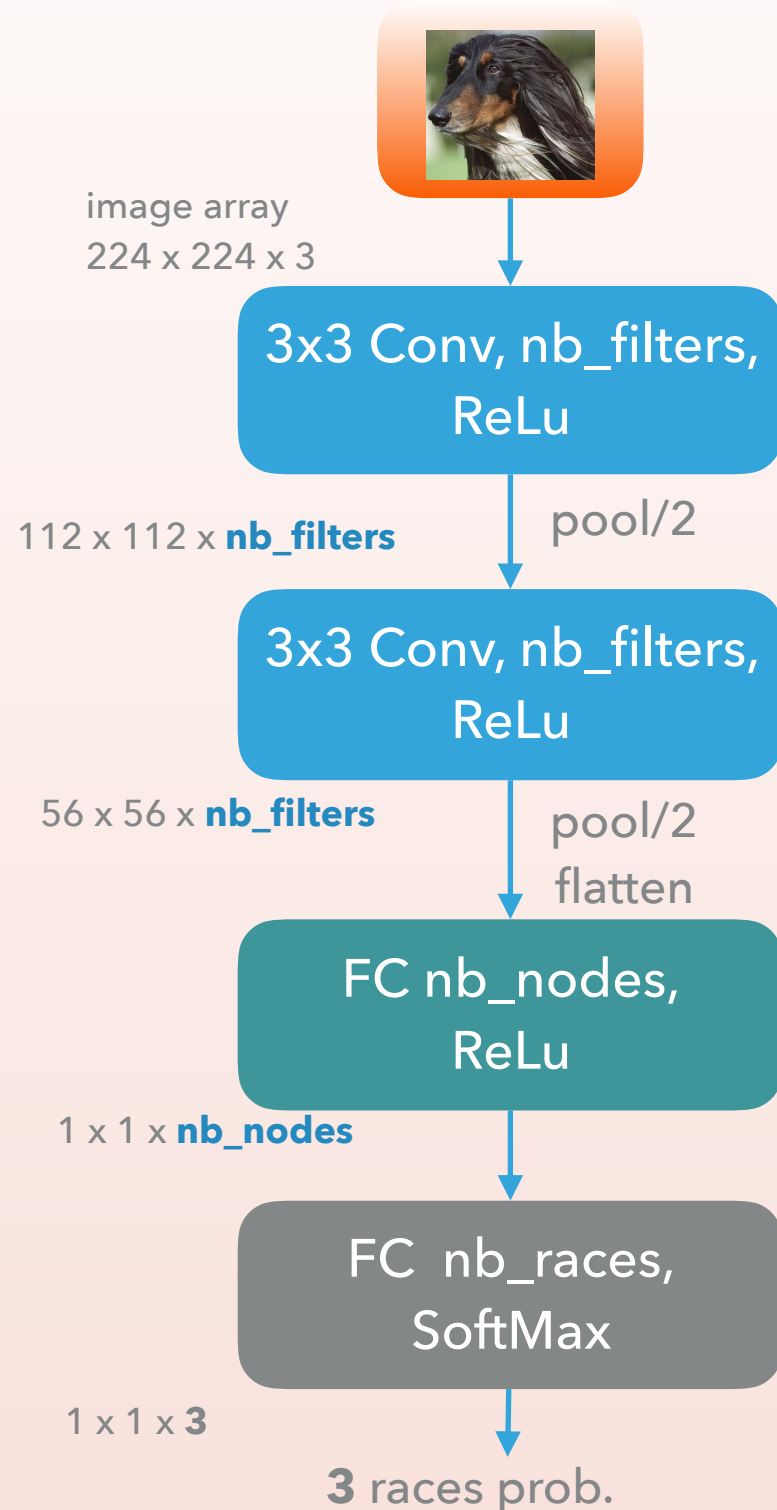 image array
224 x 224 x 3
3x3 Conv, nb_filters,
ReLu
112 x 112 x nb_filters
pool/2
3x3 Conv, nb_filters,
ReLu
56 x 56 x nb_filters
pool/2
flatten
FC nb_nodes,
ReLu
1 x 1 x nb_nodes
FC nb_races,
SoftMax
1 x 1 x 3
3 races prob.